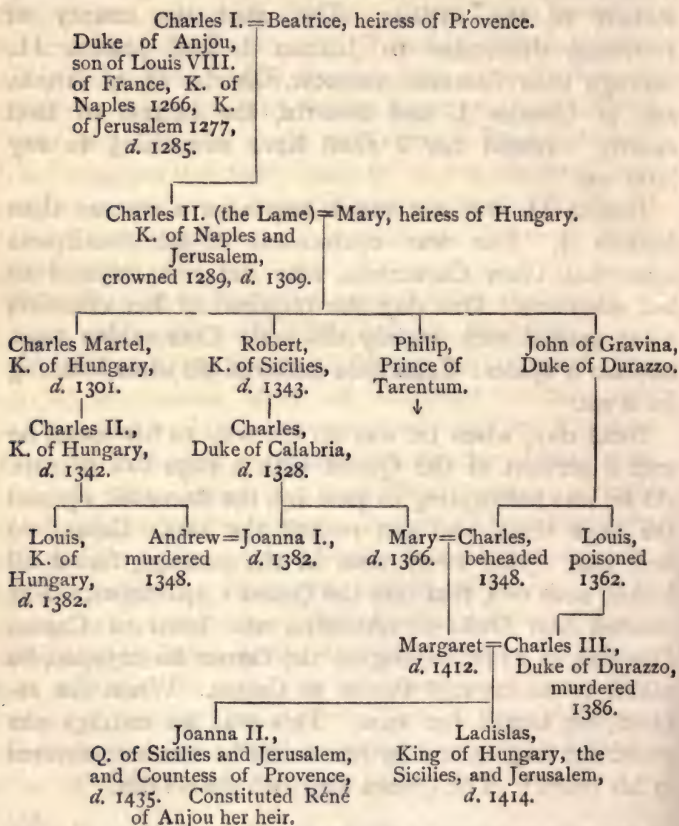 Charles I. = Beatrice, heiress of Provence.
Duke of Anjou,
son of Louis VIII.
of France, K. of
Naples 1266, K.
of Jerusalem 1277,
d. 1285.
Charles II. (the Lame) = Mary, heiress of Hungary.
K. of Naples and
Jerusalem,
crowned 1289, d. 1309.
Charles Martel,
K. of Hungary,
d. 1301.
Robert,
K. of Sicilies,
d. 1343.
Philip,
Prince of
Tarentum.
John of Gravina,
Duke of Durazzo.
Charles II.,
K. of Hungary,
d. 1342.
Charles,
Duke of Calabria,
d. 1328.
Louis,
K. of
Hungary,
d. 1382.
Andrew = Joanna I.,
murdered d. 1382.
1348.
Mary = Charles,
d. 1366. beheaded
1348.
Louis,
poisoned
1362.
Margaret = Charles III.,
d. 1412. Duke of Durazzo,
murdered
1386.
Joanna II.,
Q. of Sicilies and Jerusalem,
and Countess of Provence,
d. 1435. Constituted Réné
of Anjou her heir.
Ladislas,
King of Hungary, the
Sicilies, and Jerusalem,
d. 1414.